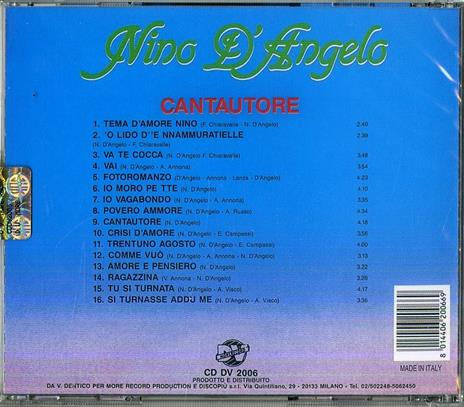 Nino D'Angelo
CANTAUTORE
1. TEMA D'AMORE NINO (F. Chiaravalle - N. D'Angelo) 2:40
2. 'O LIDO D''E NNAMMURATIELLE 2:39
(N. D'Angelo - F. Chiaravalle)
3. VA TE COCCA (N. D'Angelo F. Chiaravalle) 3:48
4. VAI (N. D'Angelo - A. Annona) 3:54
5. FOTOROMANZO (D'Angelo - Annona - Landa - D'Angelo) 4:23
6. IO MORO PE TTE (N. D'Angelo) 4:10
7. IO VAGABONDO (N. D'Angelo - A. Annona) 3:35
8. POVERO AMMORE (N. D'Angelo - A. Russo) 4:34
9. CANTAUTORE (N. D'Angelo) 4:18
10. CRISI D'AMORE (N. D'Angelo - E. Campassi) 3:56
11. TRENTUNO AGOSTO (N. D'Angelo - E. Campassi) 4:00
12. COMME VUÒ (N. D'Angelo - A. Annona - N. D'Angelo) 3:13
13. AMORE E PENSIERO (N. D'Angelo) 3:22
14. RAGAZZINA (V. Annona - N. D'Angelo) 3:28
15. TU SI TURNATA (N. D'Angelo - A. Visco) 4:17
16. SI TURNASSE ADDU ME (N. D'Angelo - A. Visco) 3:36
8 014406 200669
CD DV 2006
PRODOTTO E DISTRIBUITO
MADE IN ITALY
DA V. DENTICO PER MORE RECORD PRODUCTION E DISCOPIÙ s.r.l. Via Quintiliano, 29 - 20133 MILANO - Tel. 02/502248-5062450